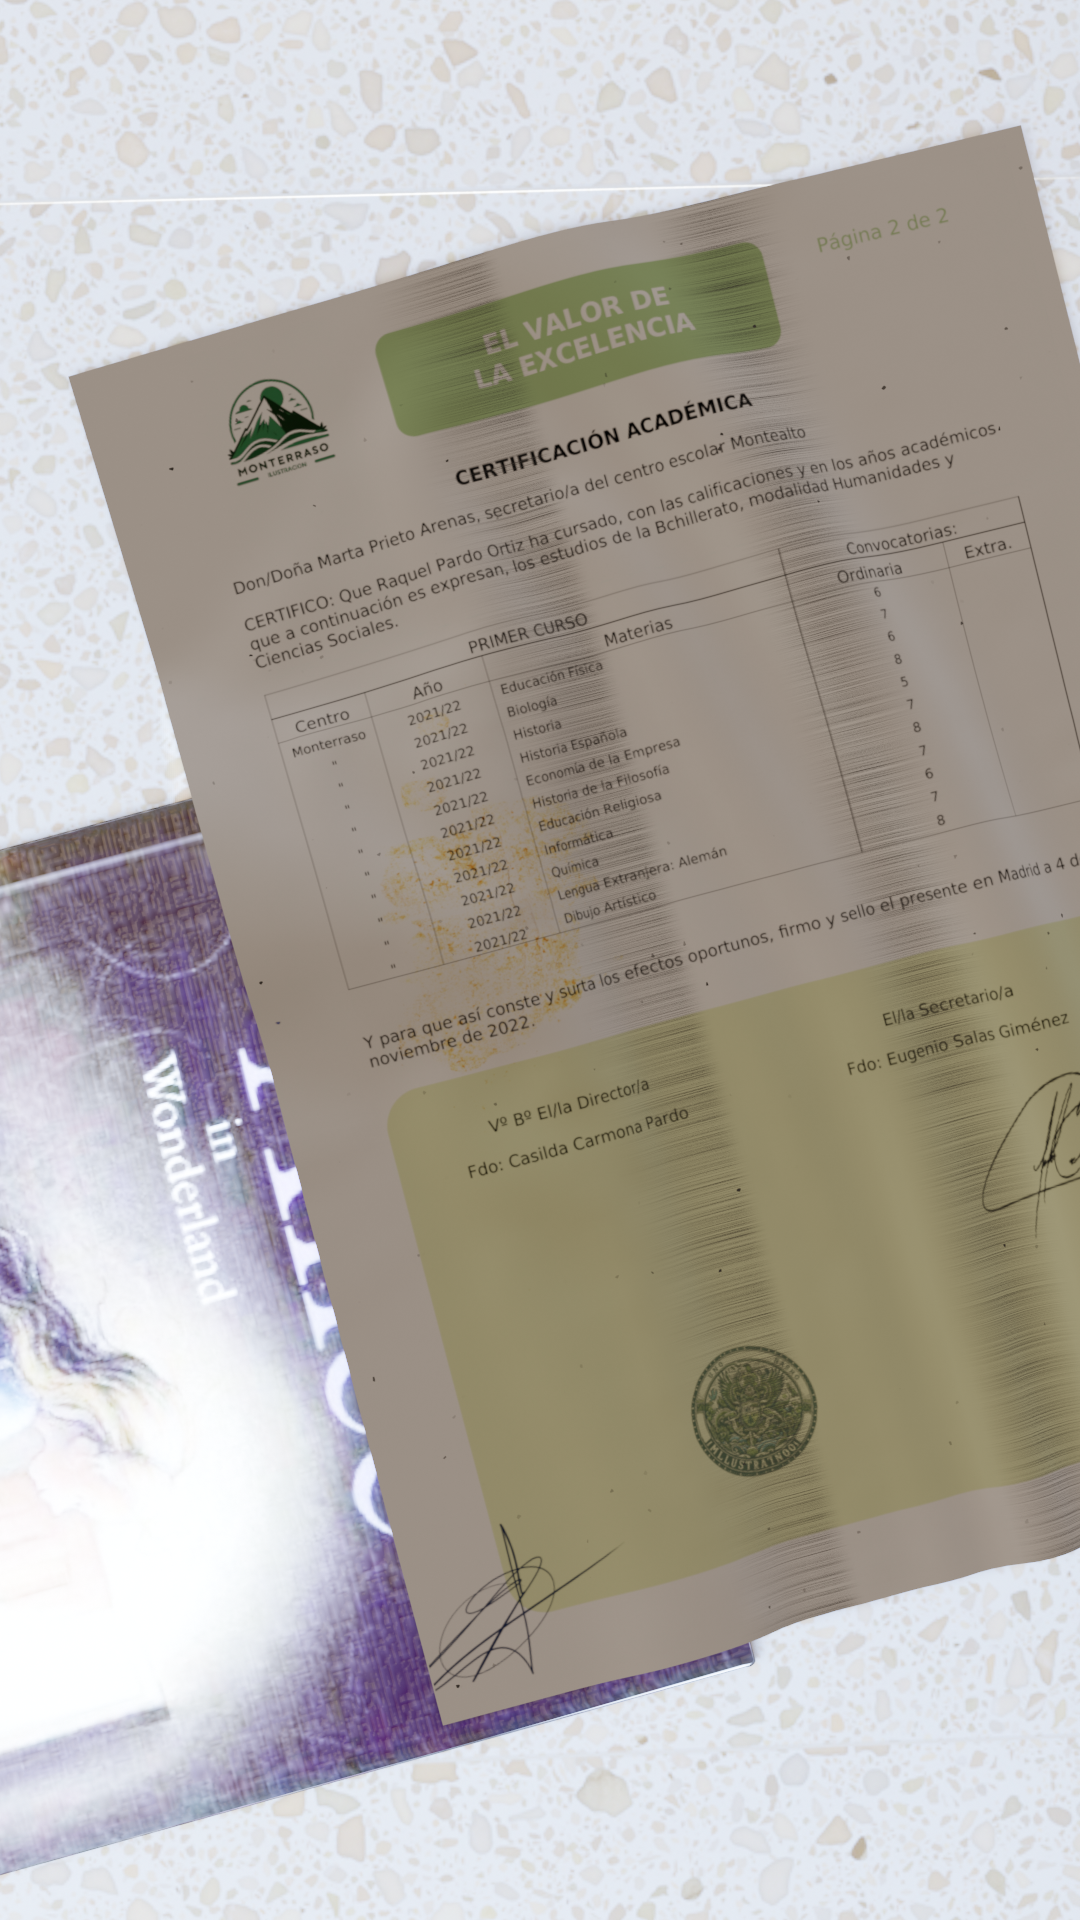 Página 2 de 2
EL VALOR DE
LA EXCELENCIA
MONTERRASO
ILUSTRACIÓN
CERTIFICACIÓN ACADÉMICA
Don/Doña Marta Prieto Arenas, secretario/a del centro escolar Montealto
CERTIFICO: Que Raquel Pardo Ortiz ha cursado, con las calificaciones y en los años académicos,
que a continuación es expresan, los estudios de la Bchillerato, modalidad Humanidades y
Ciencias Sociales.
PRIMER CURSO Convocatorias:
Centro Año Materias Ordinaria Extra.
Monterraso 2021/22 Educación Física 6
" 2021/22 Biología 7
" 2021/22 Historia 6
" 2021/22 Historia Española 8
" 2021/22 Economía de la Empresa 5
" 2021/22 Historia de la Filosofía 7
" 2021/22 Educación Religiosa 8
" 2021/22 Informática 7
" 2021/22 Química 6
" 2021/22 Lengua Extranjera: Alemán 7
" 2021/22 Dibujo Artístico 8
Y para que así conste y surta los efectos oportunos, firmo y sello el presente en Madrid a 4 d
noviembre de 2022.
El/la Secretario/a
Fdo: Eugenio Salas Giménez
Vº Bº El/la Director/a
Fdo: Casilda Carmona Pardo
in
Wonderland